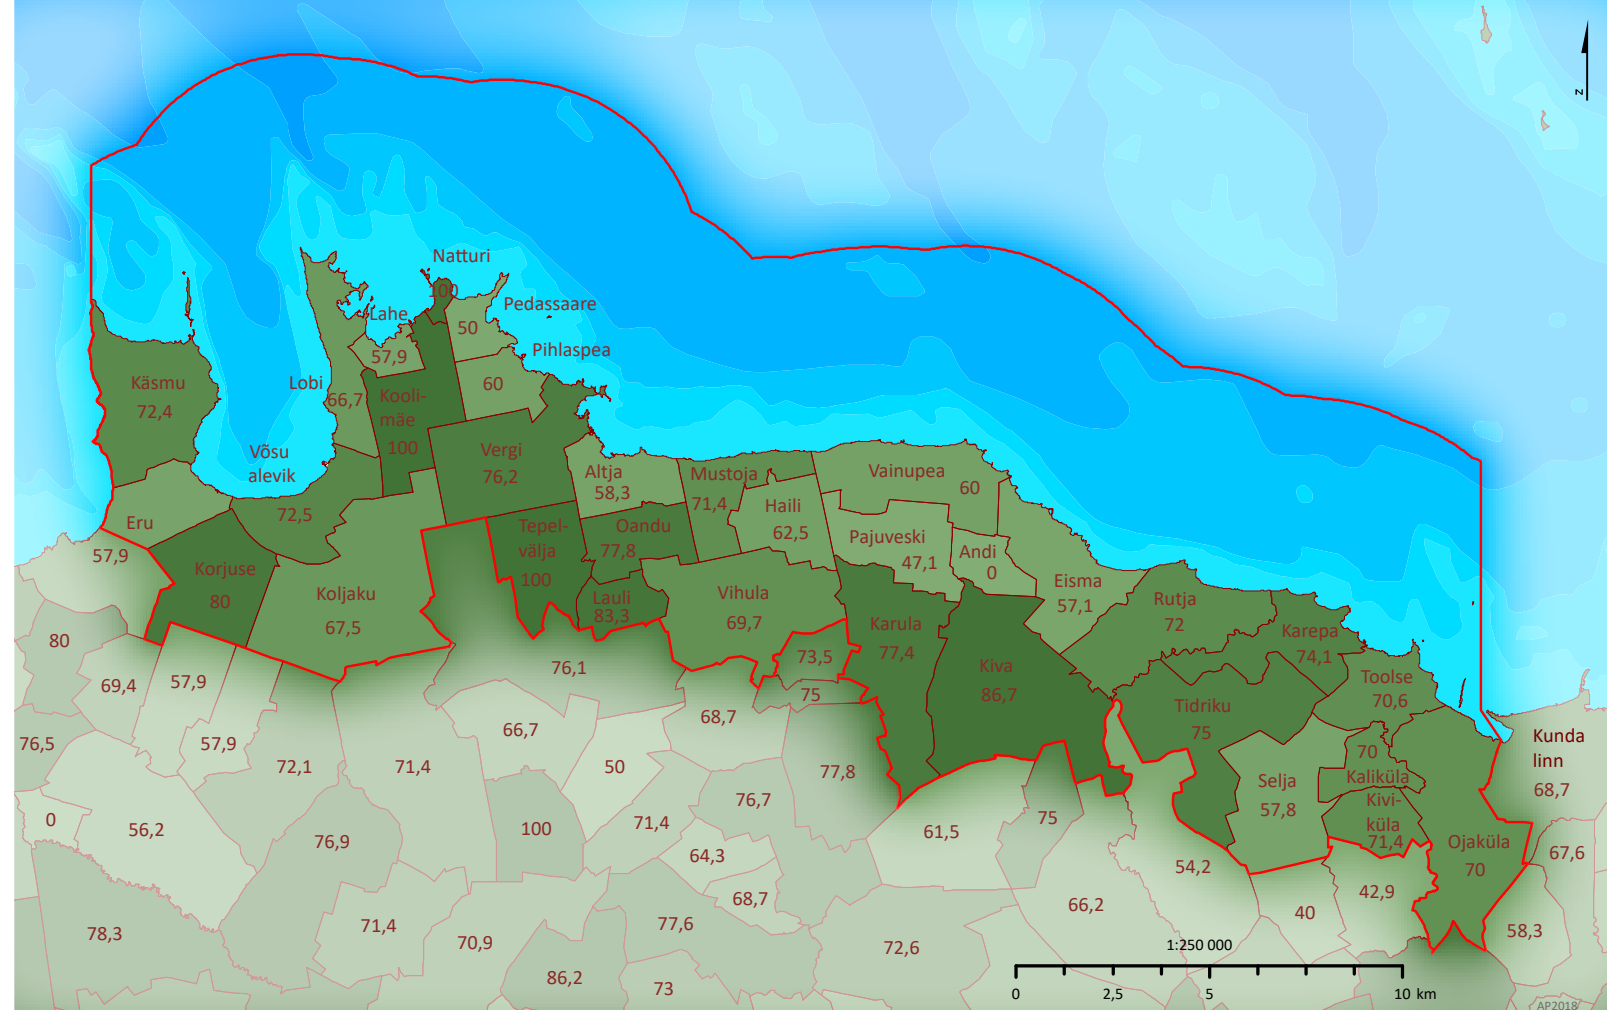 N
Natturi
100
Pedassaare
Lahe
50
Pihlaspea
57,9
Käsmu
72,4
Lobi
66,7
60
Kooli-
mäe
100
Võsu
alevik
72,5
Vergi
76,2
Altja
58,3
Mustoja
71,4
Vainupea
60
Haili
62,5
Eru
57,9
Tepel-
välja
100
Oandu
77,8
Pajuveski
47,1
Andi
0
Korjuse
80
Koljaku
67,5
Lauli
83,3
Vihula
69,7
Eisma
57,1
Rutja
72
Karula
77,4
Karepa
74,1
80
73,5
Kiva
86,7
76,1
75
Toolse
70,6
69,4
57,9
Tidriku
75
68,7
66,7
76,5
57,9
Kunda
linn
68,7
70
Kaliküla
72,1
71,4
50
77,8
Selja
57,8
Kivi-
küla
71,4
76,7
0
56,2
76,9
100
71,4
61,5
75
Ojaküla
70
64,3
67,6
54,2
68,7
42,9
66,2
40
78,3
71,4
70,9
77,6
72,6
58,3
86,2
73
1:250 000
0 2,5 5 10 km
AP2018